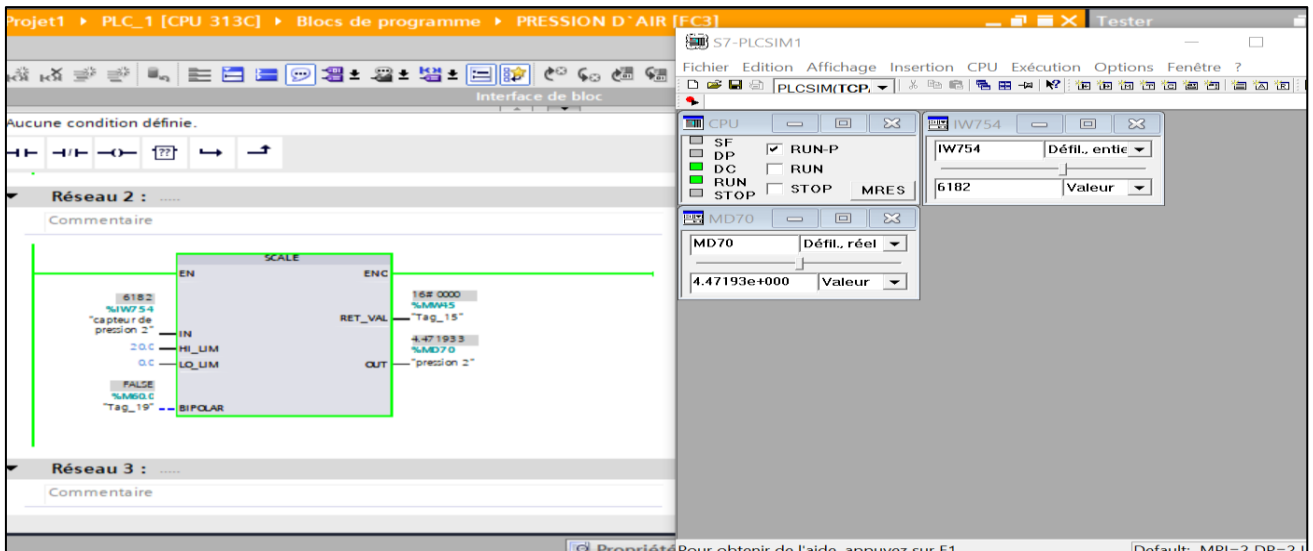 Projet1 ▸ PLC_1 [CPU 313C] ▸ Blocs de programme ▸ PRESSION D`AIR [FC3]
Tester
Interface de bloc
Aucune condition définie.
??
Réseau 2 : .....
Commentaire
SCALE
EN
ENO
6182
%IW754
"capteur de
pression 2"
IN
20.0
HI_LIM
0.0
LO_LIM
FALSE
%M60.0
"Tag_19"
BIPOLAR
16#0000
%MW45
RET_VAL
"Tag_15"
4.471933
%MD70
OUT
"pression 2"
Réseau 3 : .....
Commentaire
S7-PLCSIM1
Fichier Edition Affichage Insertion CPU Exécution Options Fenêtre ?
PLCSIM(TCP,
CPU
SF
DP
DC
RUN
STOP
RUN-P
RUN
STOP
MRES
IW754
IW754
Défil., entie
6182
Valeur
MD70
MD70
Défil., réel
4.47193e+000
Valeur
Pour obtenir de l'aide, appuyez sur F1.
Default: MPI=2 DP=2